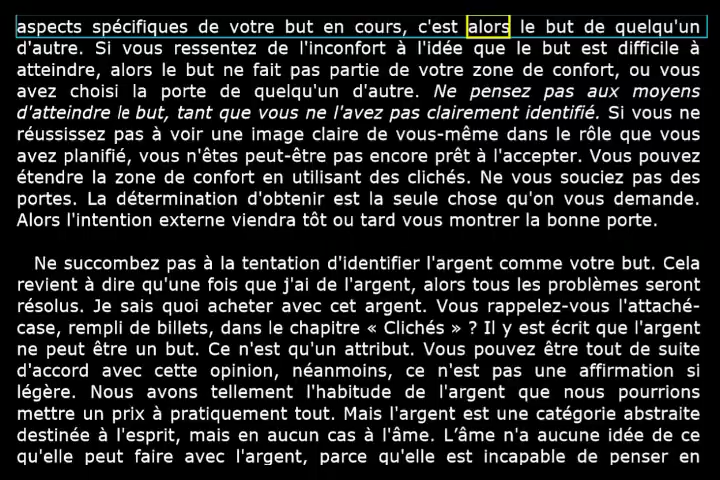 aspects spécifiques de votre but en cours, c'est alors le but de quelqu'un
d'autre. Si vous ressentez de l'inconfort à l'idée que le but est difficile à
atteindre, alors le but ne fait pas partie de votre zone de confort, ou vous
avez choisi la porte de quelqu'un d'autre. Ne pensez pas aux moyens
d'atteindre le but, tant que vous ne l'avez pas clairement identifié. Si vous ne
réussissez pas à voir une image claire de vous-même dans le rôle que vous
avez planifié, vous n'êtes peut-être pas encore prêt à l'accepter. Vous pouvez
étendre la zone de confort en utilisant des clichés. Ne vous souciez pas des
portes. La détermination d'obtenir est la seule chose qu'on vous demande.
Alors l'intention externe viendra tôt ou tard vous montrer la bonne porte.
Ne succombez pas à la tentation d'identifier l'argent comme votre but. Cela
revient à dire qu'une fois que j'ai de l'argent, alors tous les problèmes seront
résolus. Je sais quoi acheter avec cet argent. Vous rappelez-vous l'attaché-
case, rempli de billets, dans le chapitre « Clichés » ? Il y est écrit que l'argent
ne peut être un but. Ce n'est qu'un attribut. Vous pouvez être tout de suite
d'accord avec cette opinion, néanmoins, ce n'est pas une affirmation si
légère. Nous avons tellement l'habitude de l'argent que nous pourrions
mettre un prix à pratiquement tout. Mais l'argent est une catégorie abstraite
destinée à l'esprit, mais en aucun cas à l'âme. L’âme n'a aucune idée de ce
qu'elle peut faire avec l'argent, parce qu'elle est incapable de penser en